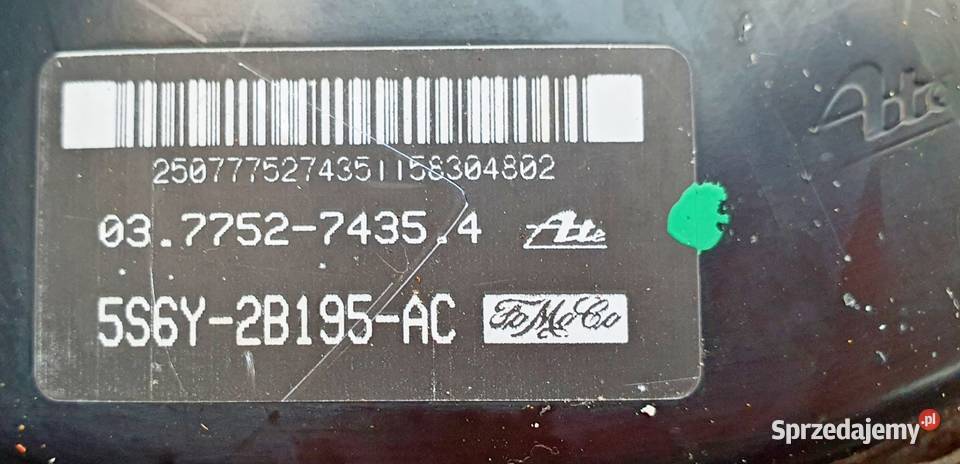 2507775274351158304802
03.7752-7435.4 Ate
5S6Y-2B195-AC FoMoCo
Ate
Sprzedajemy.pl